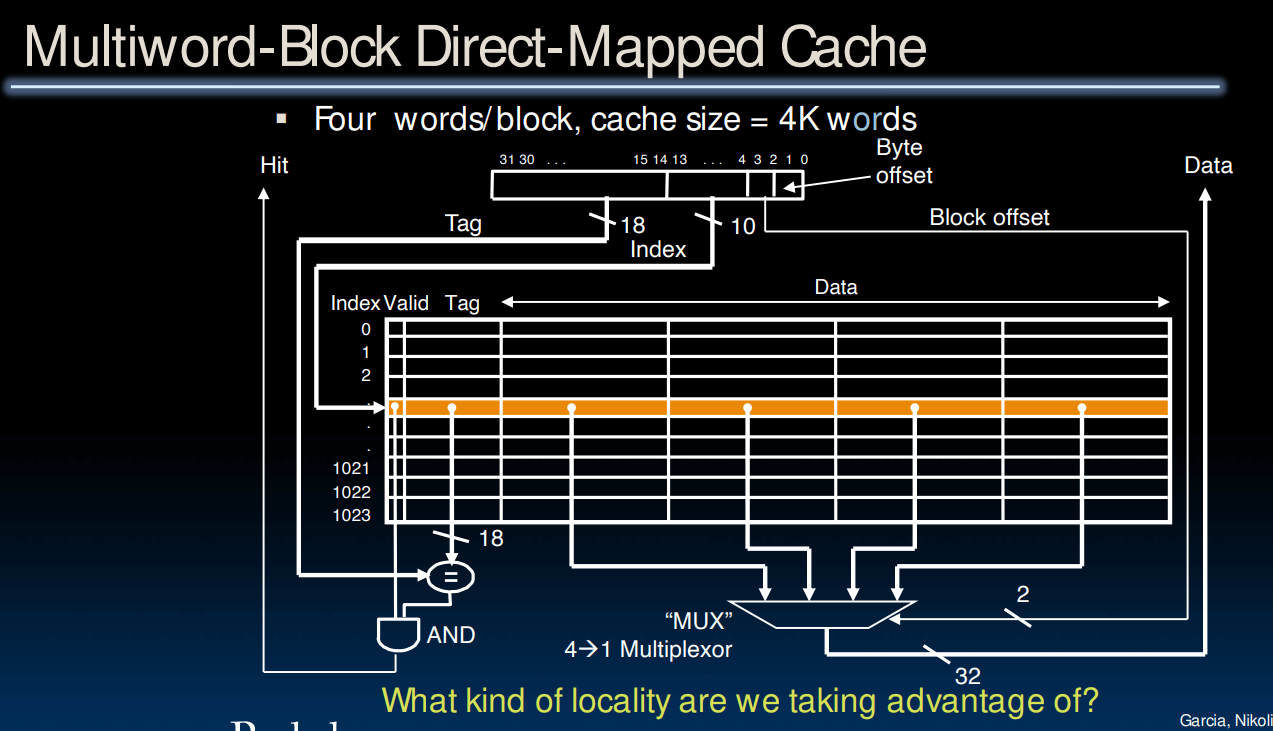 Multiword-Block Direct-Mapped Cache
▪ Four words/block, cache size = 4K words
Hit
31 30 . . . 15 14 13 . . . 4 3 2 1 0
Byte
offset
Data
Tag
18
10
Block offset
Index
Data
Index Valid Tag
0
1
2
.
.
.
1021
1022
1023
18
=
2
AND
"MUX"
4→1 Multiplexor
32
What kind of locality are we taking advantage of?
Garcia, Nikoli